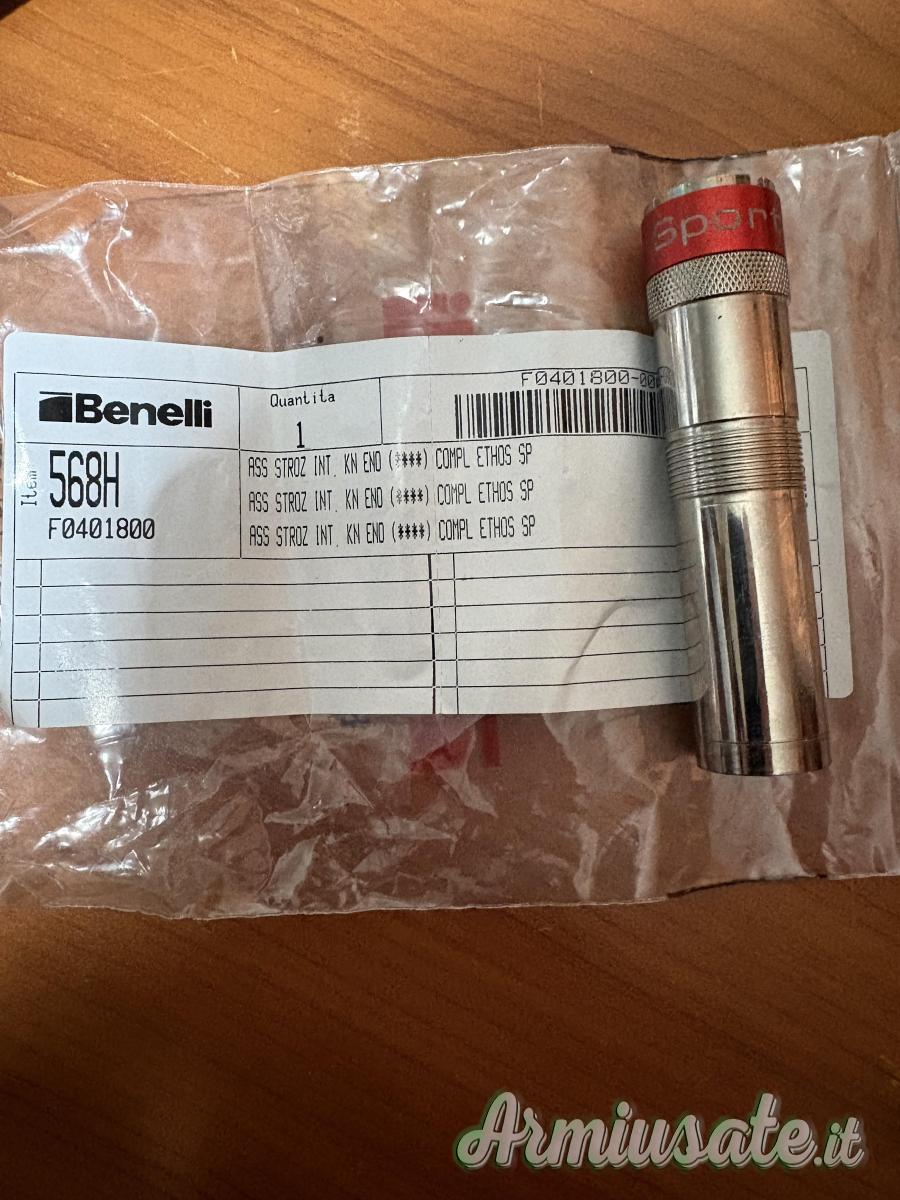 Sport
Benelli
Quantita
1
F0401800-00
Item
568H
F0401800
ASS STROZ INT. KN END (****) COMPL ETHOS SP
ASS STROZ INT. KN END (****) COMPL ETHOS SP
ASS STROZ INT. KN END (****) COMPL ETHOS SP
Armiusate.it